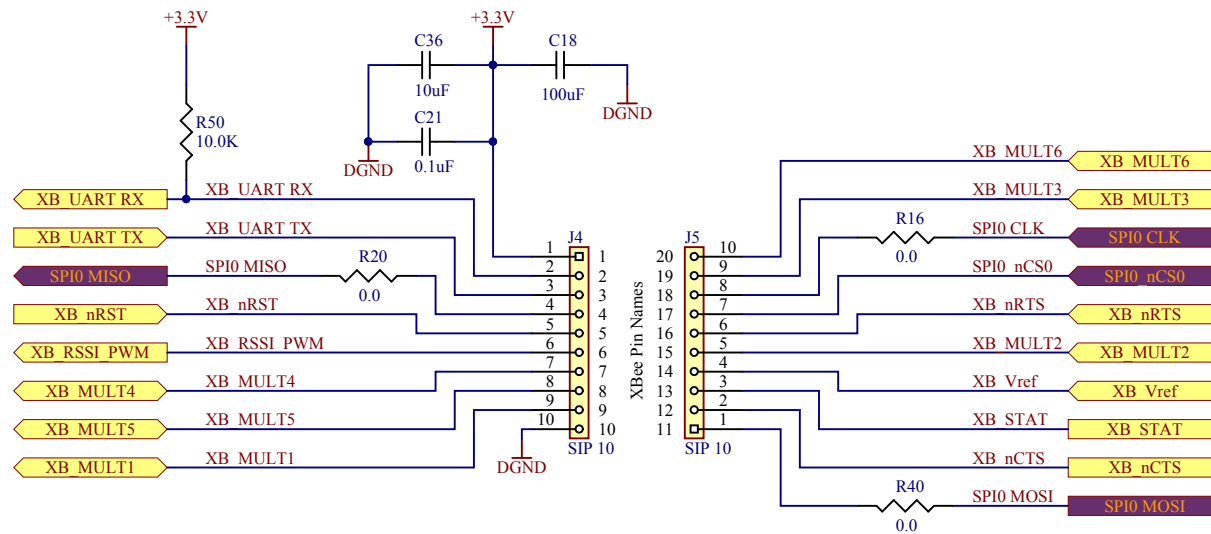 +3.3V
+3.3V
C36
10uF
C18
100uF
DGND
C21
0.1uF
DGND
R50
10.0K
XB_UART RX
XB_UART RX
XB_UART TX
XB_UART TX
SPI0 MISO
SPI0 MISO
R20
0.0
XB_nRST
XB_nRST
XB_RSSI_PWM
XB_RSSI_PWM
XB_MULT4
XB_MULT4
XB_MULT5
XB_MULT5
XB_MULT1
XB_MULT1
J4
1 1
2 2
3 3
4 4
5 5
6 6
7 7
8 8
9 9
10 10
SIP 10
DGND
XBee Pin Names
J5
20 10
19 9
18 8
17 7
16 6
15 5
14 4
13 3
12 2
11 1
SIP 10
XB_MULT6
XB_MULT6
XB_MULT3
XB_MULT3
R16
0.0
SPI0 CLK
SPI0 CLK
SPI0_nCS0
SPI0_nCS0
XB_nRTS
XB_nRTS
XB_MULT2
XB_MULT2
XB_Vref
XB_Vref
XB_STAT
XB_STAT
XB_nCTS
XB_nCTS
R40
0.0
SPI0 MOSI
SPI0 MOSI